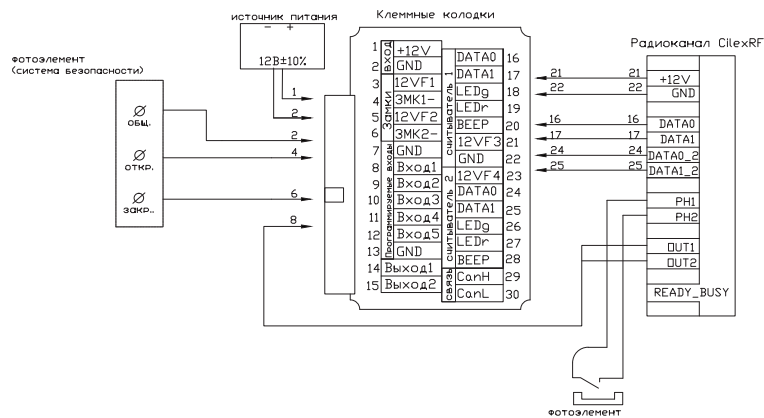 источник питания
− +
12В±10%
Клеммные колодки
Радиоканал CilexRF
Фотоэлемент
(система безопасности)
общ.
откр.
закр..
1
2
2
4
6
8
вход
Замки
Программируемые входы
1 +12V
2 GND
3 12VF1
4 ЗМК1-
5 12VF2
6 ЗМК2-
7 GND
8 Вход1
9 Вход2
10 Вход3
11 Вход4
12 Вход5
13 GND
14 Выход1
15 Выход2
считыватель 1
считыватель 2
связь
DATA0 16
DATA1 17
LEDg 18
LEDr 19
BEEP 20
12VF3 21
GND 22
12VF4 23
DATA0 24
DATA1 25
LEDg 26
LEDr 27
BEEP 28
CanH 29
CanL 30
21 21 +12V
22 22 GND
16 16 DATA0
17 17 DATA1
24 24 DATA0_2
25 25 DATA1_2
PH1
PH2
OUT1
OUT2
READY_BUSY
Фотоэлемент